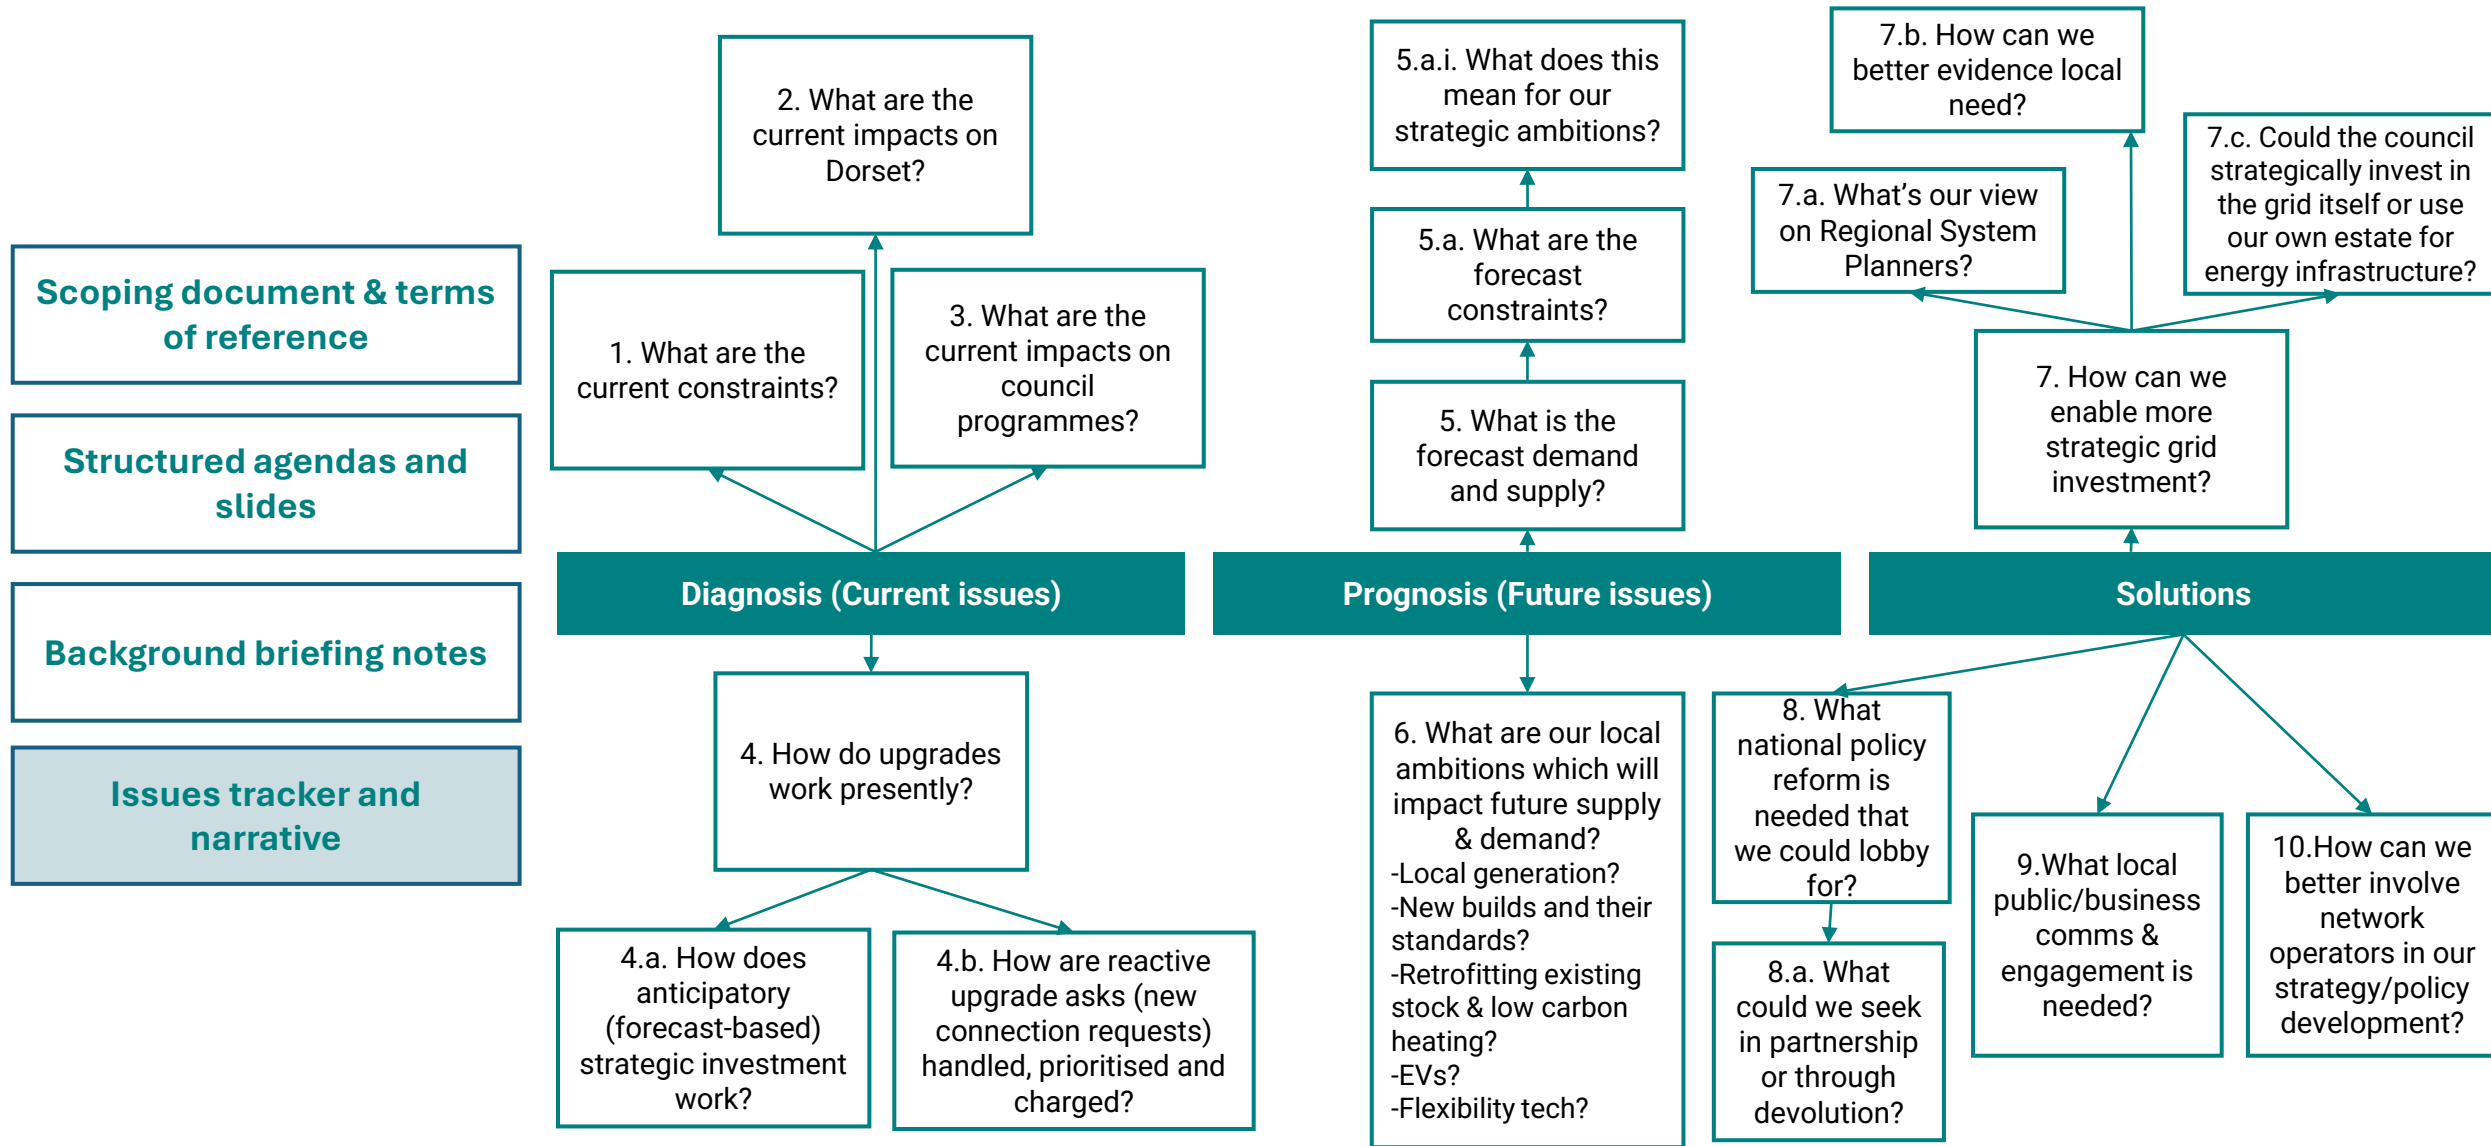 Scoping document & terms
of reference
Structured agendas and
slides
Background briefing notes
Issues tracker and
narrative
2. What are the
current impacts on
Dorset?
1. What are the
current constraints?
3. What are the
current impacts on
council
programmes?
Diagnosis (Current issues)
4. How do upgrades
work presently?
4.a. How does
anticipatory
(forecast-based)
strategic investment
work?
4.b. How are reactive
upgrade asks (new
connection requests)
handled, prioritised and
charged?
5.a.i. What does this
mean for our
strategic ambitions?
5.a. What are the
forecast
constraints?
5. What is the
forecast demand
and supply?
Prognosis (Future issues)
6. What are our local
ambitions which will
impact future supply
& demand?
-Local generation?
-New builds and their
standards?
-Retrofitting existing
stock & low carbon
heating?
-EVs?
-Flexibility tech?
7.b. How can we
better evidence local
need?
7.a. What’s our view
on Regional System
Planners?
7.c. Could the council
strategically invest in
the grid itself or use
our own estate for
energy infrastructure?
7. How can we
enable more
strategic grid
investment?
Solutions
8. What
national policy
reform is
needed that
we could lobby
for?
8.a. What
could we seek
in partnership
or through
devolution?
9.What local
public/business
comms &
engagement is
needed?
10.How can we
better involve
network
operators in our
strategy/policy
development?